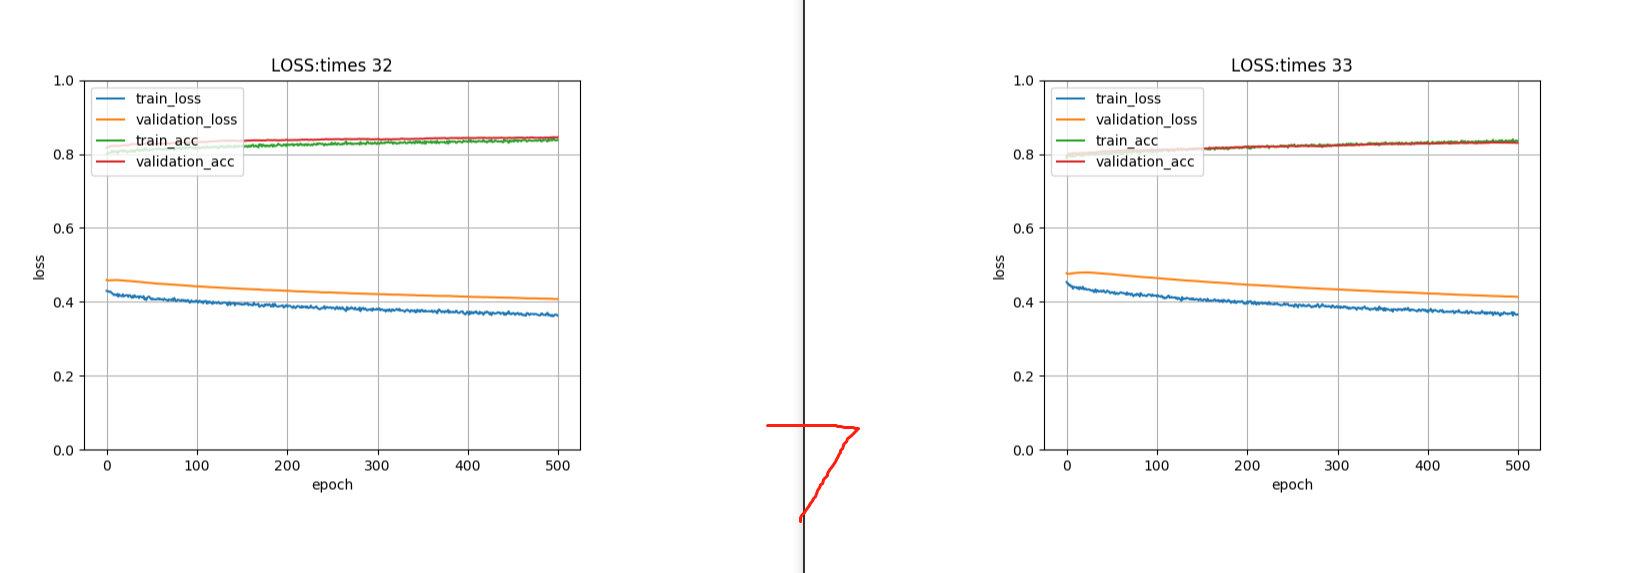 LOSS:times 32
1.0
0.8
0.6
0.4
0.2
0.0
loss
train_loss
validation_loss
train_acc
validation_acc
0 100 200 300 400 500
epoch
7
LOSS:times 33
1.0
0.8
0.6
0.4
0.2
0.0
loss
train_loss
validation_loss
train_acc
validation_acc
0 100 200 300 400 500
epoch